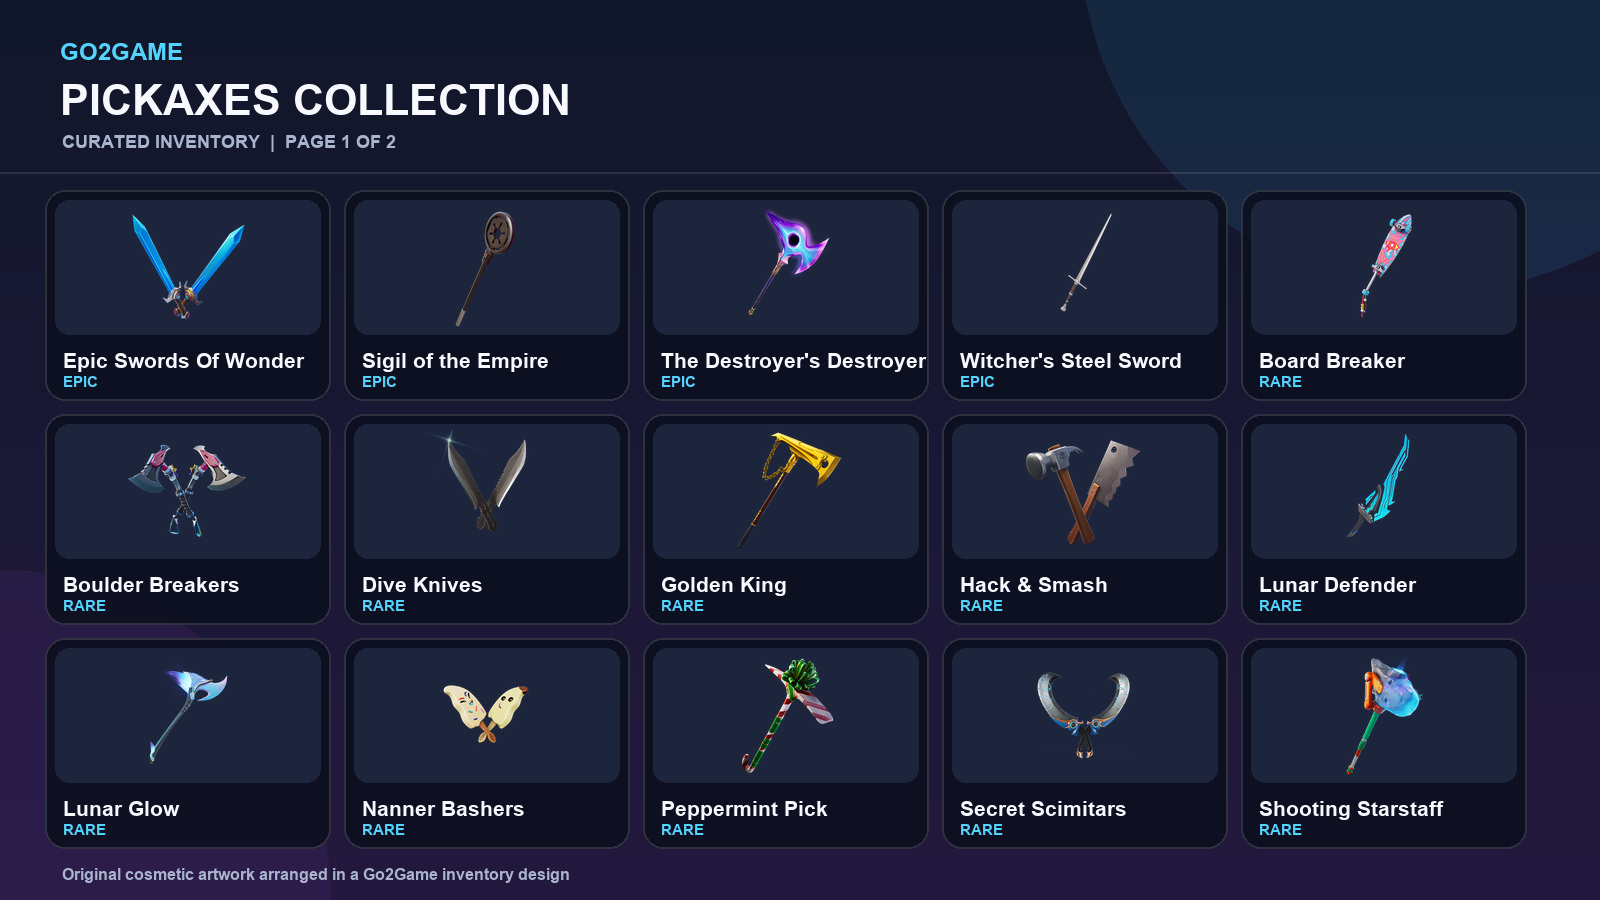 GO2GAME
PICKAXES COLLECTION
CURATED INVENTORY | PAGE 1 OF 2
Epic Swords Of Wonder
EPIC
Sigil of the Empire
EPIC
The Destroyer's Destroyer
EPIC
Witcher's Steel Sword
EPIC
Board Breaker
RARE
Boulder Breakers
RARE
Dive Knives
RARE
Golden King
RARE
Hack & Smash
RARE
Lunar Defender
RARE
Lunar Glow
RARE
Nanner Bashers
RARE
Peppermint Pick
RARE
Secret Scimitars
RARE
Shooting Starstaff
RARE
Original cosmetic artwork arranged in a Go2Game inventory design